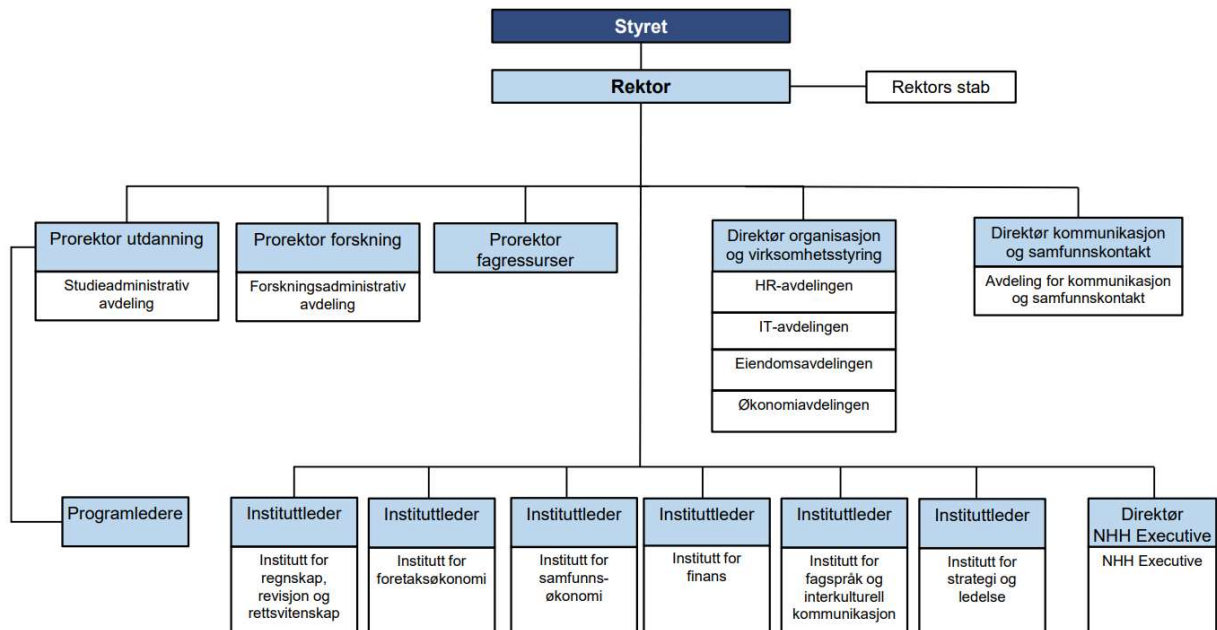 Styret
Rektor
Rektors stab
Prorektor utdanning
Studieadministrativ
avdeling
Prorektor forskning
Forskningsadministrativ
avdeling
Prorektor
fagressurser
Direktør organisasjon
og virksomhetsstyring
HR-avdelingen
IT-avdelingen
Eiendomsavdelingen
Økonomiavdelingen
Direktør kommunikasjon
og samfunnskontakt
Avdeling for kommunikasjon
og samfunnskontakt
Programledere
Instituttleder
Institutt for
regnskap,
revisjon og
rettsvitenskap
Instituttleder
Institutt for
foretaksøkonomi
Instituttleder
Institutt for
samfunns-
økonomi
Instituttleder
Institutt for
finans
Instituttleder
Institutt for
fagspråk og
interkulturell
kommunikasjon
Instituttleder
Institutt for
strategi og
ledelse
Direktør
NHH Executive
NHH Executive